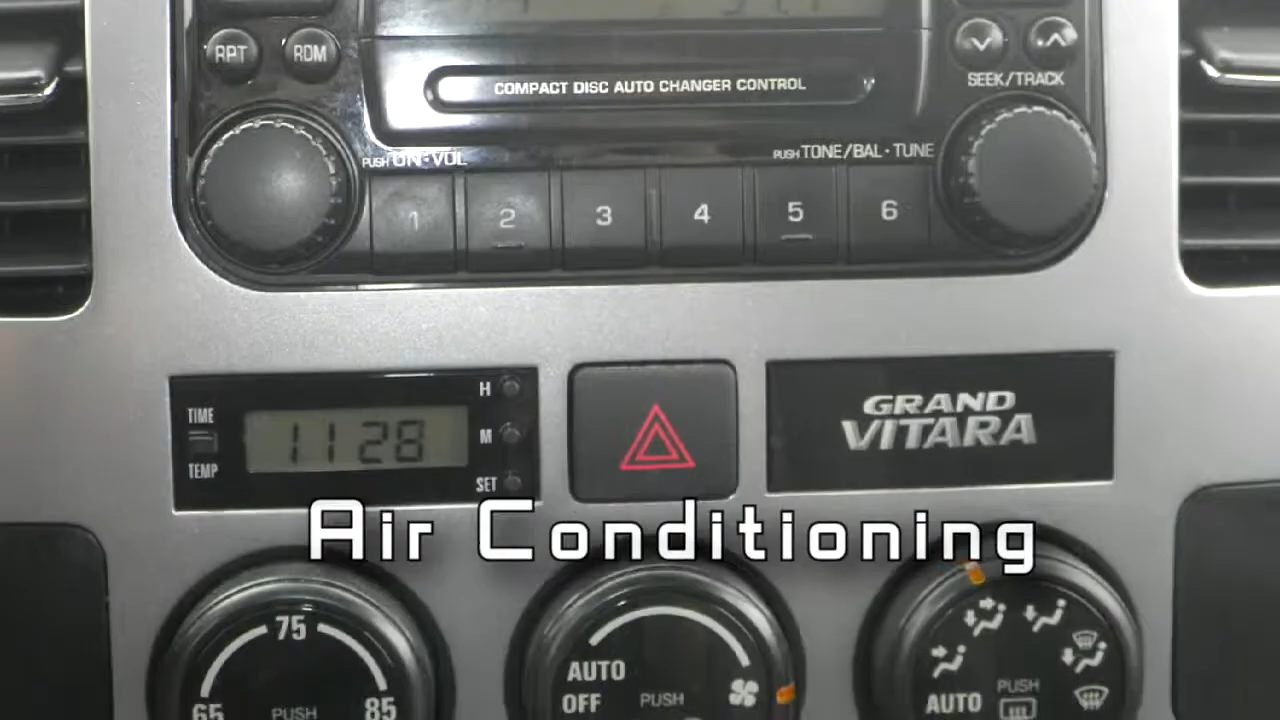 RPT RDM
COMPACT DISC AUTO CHANGER CONTROL
SEEK/TRACK
PUSH ON·VOL
PUSH TONE/BAL·TUNE
1 2 3 4 5 6
TIME
TEMP
11 28
H
M
SET
GRAND
VITARA
Air Conditioning
75
65 85
PUSH
AUTO
OFF PUSH
AUTO PUSH